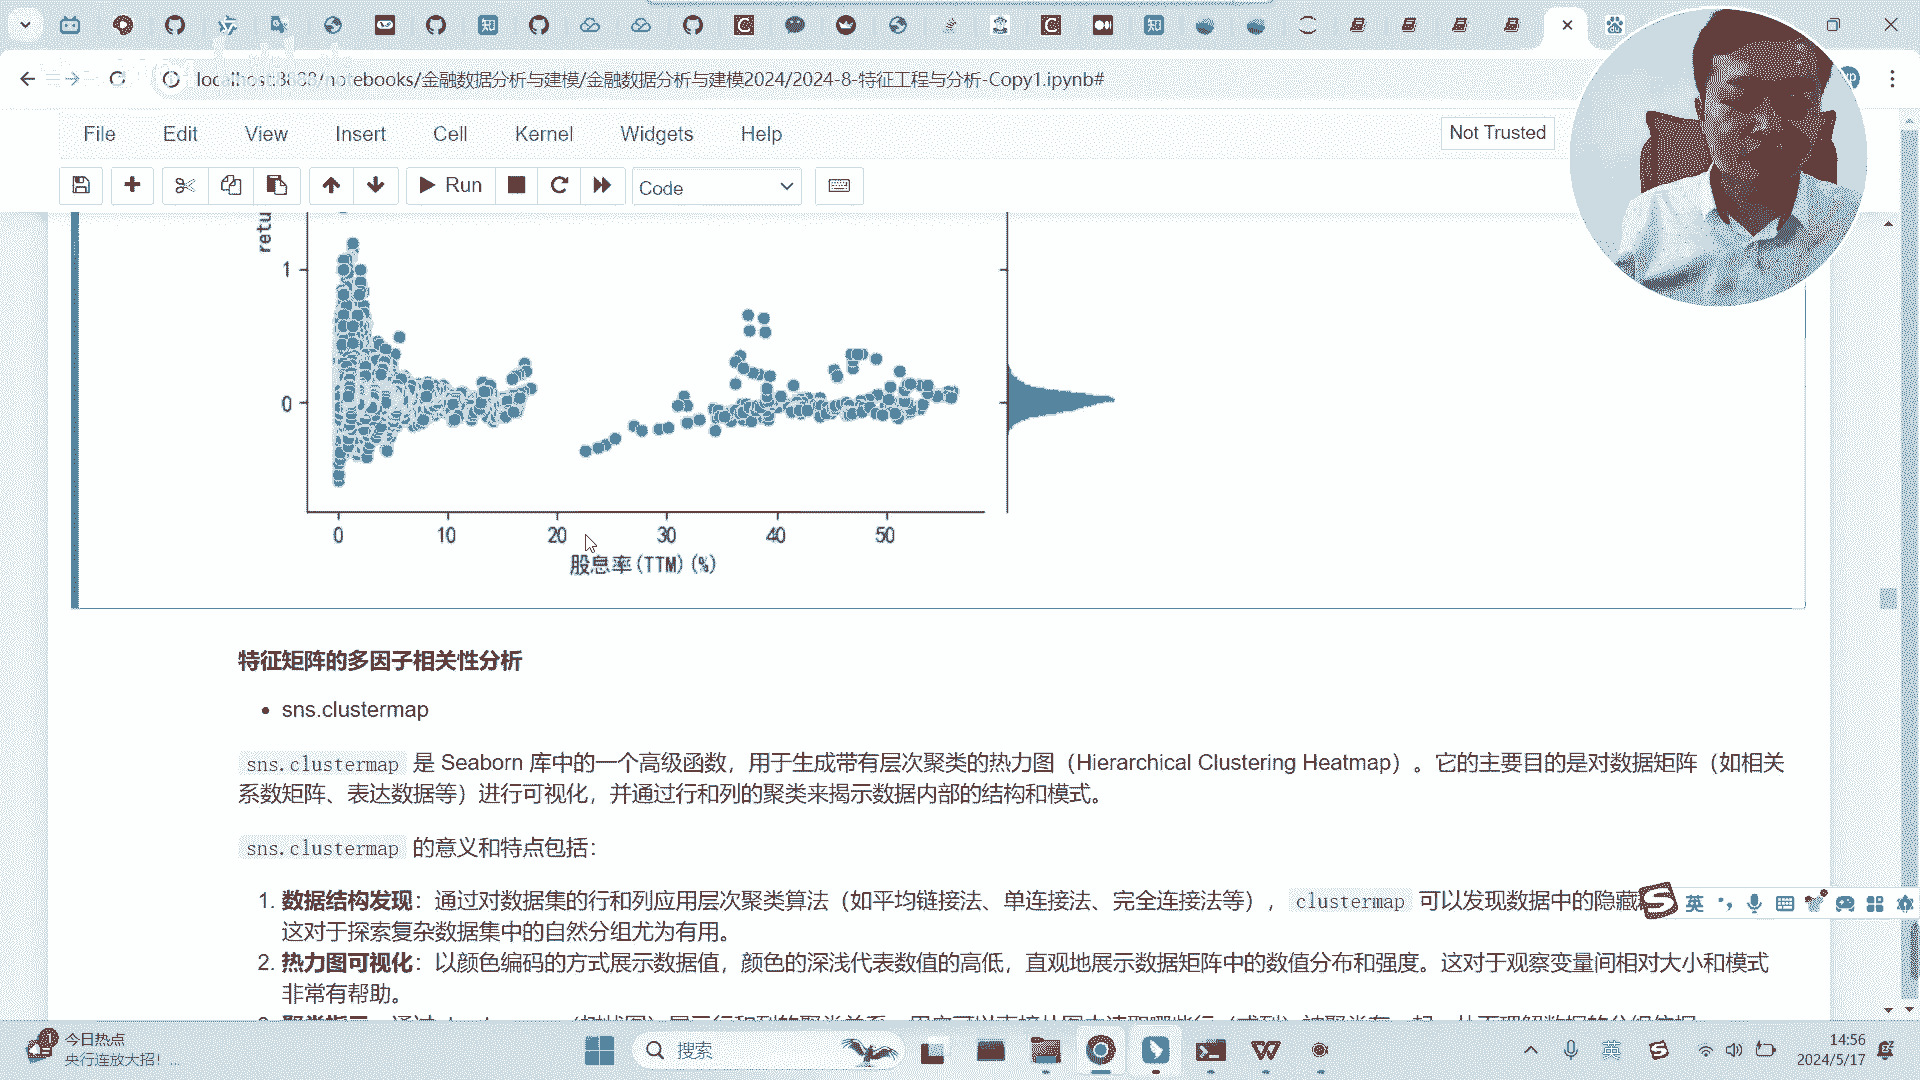 localhost:8888/notebooks/金融数据分析与建模/金融数据分析与建模2024/2024-8-特征工程与分析-Copy1.ipynb#
File Edit View Insert Cell Kernel Widgets Help
Not Trusted
Run
Code
retu
1
0
0 10 20 30 40 50
股息率(TTM)(%)
特征矩阵的多因子相关性分析
• sns.clustermap
sns.clustermap 是 Seaborn 库中的一个高级函数，用于生成带有层次聚类的热力图（Hierarchical Clustering Heatmap）。它的主要目的是对数据矩阵（如相关
系数矩阵、表达数据等）进行可视化，并通过行和列的聚类来揭示数据内部的结构和模式。
sns.clustermap 的意义和特点包括：
1. 数据结构发现：通过对数据集的行和列应用层次聚类算法（如平均链接法、单连接法、完全连接法等），clustermap 可以发现数据中的隐藏
这对于探索复杂数据集中的自然分组尤为有用。
2. 热力图可视化：以颜色编码的方式展示数据值，颜色的深浅代表数值的高低，直观地展示数据矩阵中的数值分布和强度。这对于观察变量间相对大小和模式
非常有帮助。
英
今日热点
央行连放大招！...
搜索
英
14:56
2024/5/17